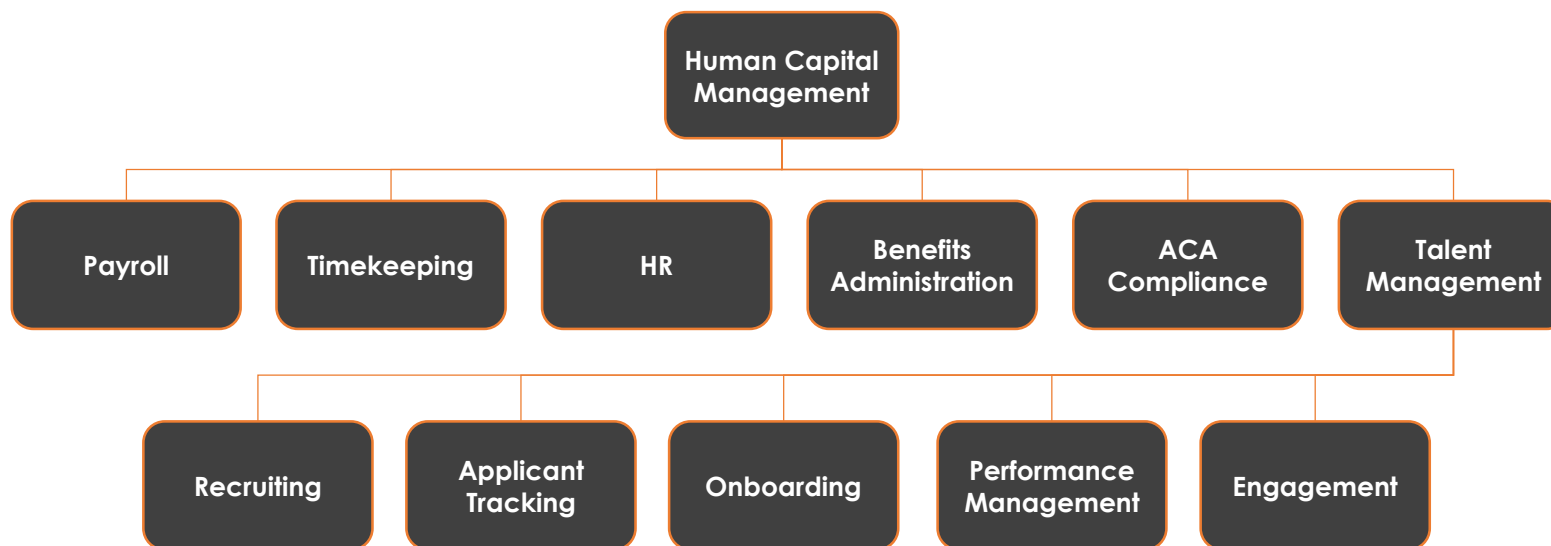 Human Capital
Management
Payroll
Timekeeping
HR
Benefits
Administration
ACA
Compliance
Talent
Management
Recruiting
Applicant
Tracking
Onboarding
Performance
Management
Engagement